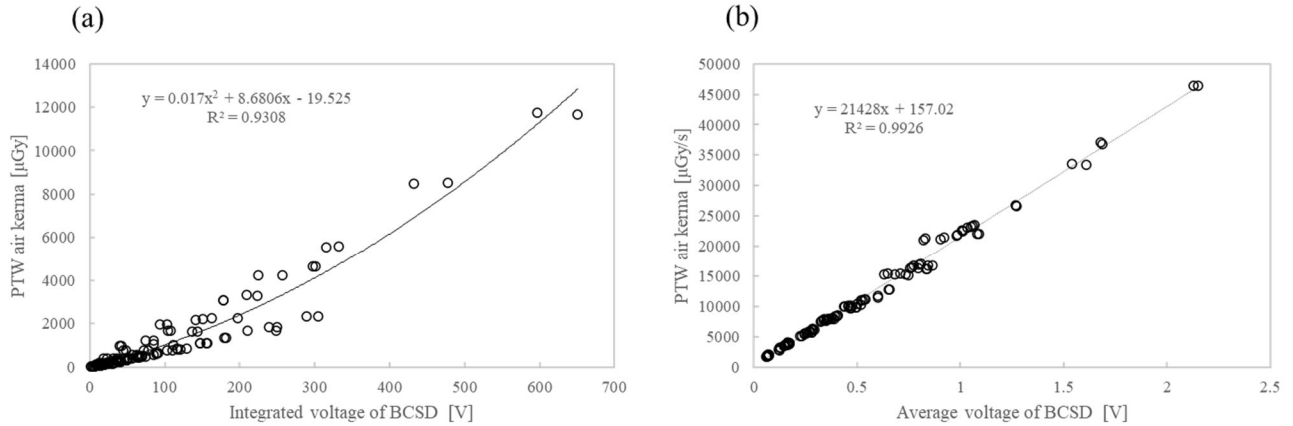 (a)
PTW air kerma [μGy]
14000
12000
10000
8000
6000
4000
2000
0
y = 0.017x² + 8.6806x - 19.525
R² = 0.9308
0 100 200 300 400 500 600 700
Integrated voltage of BCSD [V]
(b)
PTW air kerma [μGy/s]
50000
45000
40000
35000
30000
25000
20000
15000
10000
5000
0
y = 21428x + 157.02
R² = 0.9926
0 0.5 1 1.5 2 2.5
Average voltage of BCSD [V]